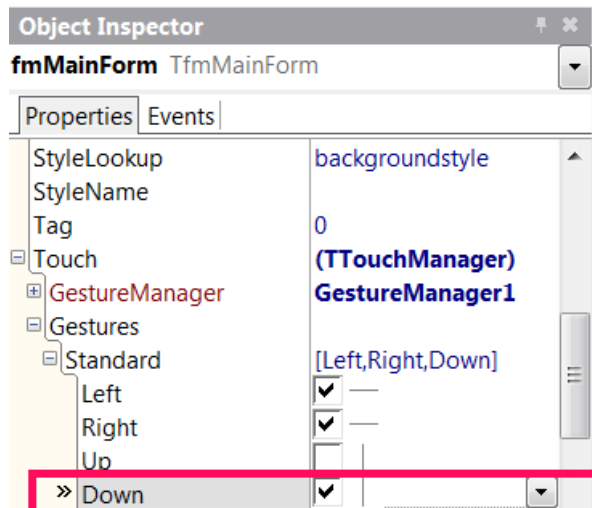 Object Inspector
fmMainForm TfmMainForm
Properties Events
StyleLookup backgroundstyle
StyleName
Tag 0
Touch (TTouchManager)
GestureManager GestureManager1
Gestures
Standard [Left,Right,Down]
Left
Right
Up
Down